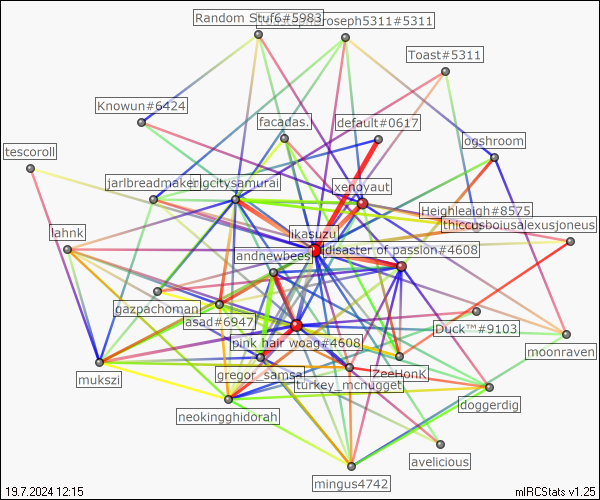 Random Stuf6#5983
roseph5311#5311
Toast#5311
Knowun#6424
facadas.
default#0617
ogshroom
tescoroll
jarlbreadmaker
ngcitysamurai
xenoyaut
Heighleaigh#8575
thiccusboiusalexusjoneus
lahnk
ikasuzu
disaster of passion#4608
andnewbees
gazpachoman
asad#6947
Duck™#9103
pink hair woag#4608
moonraven
mukszi
gregor_samsa
turkey_mcnugget
ZeeHonK
doggerdig
neokingghidorah
avelicious
mingus4742
19.7.2024 12:15
mIRCStats v1.25